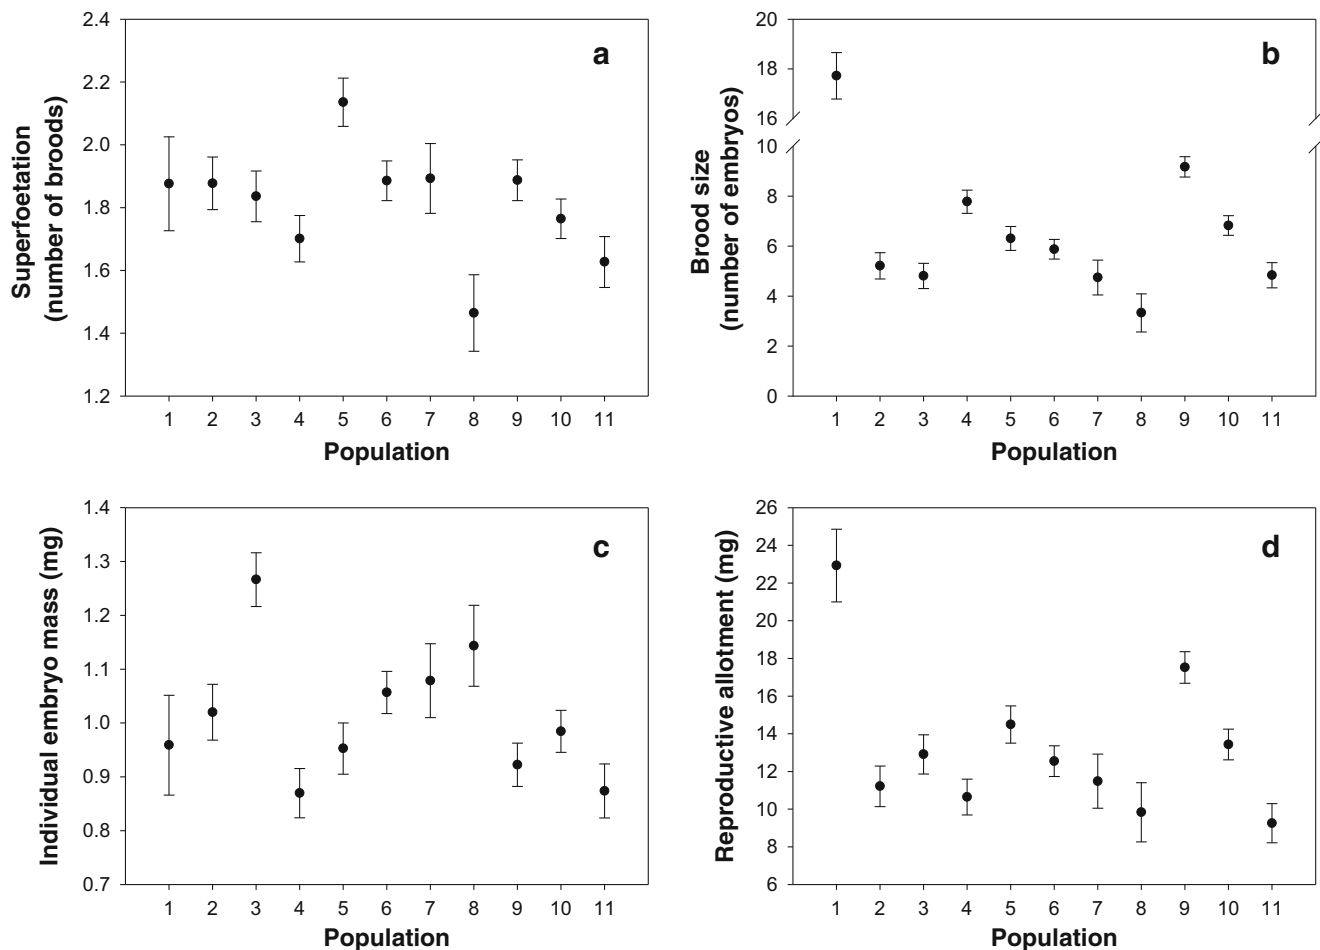 a
Superfoetation
(number of broods)
2.4
2.2
2.0
1.8
1.6
1.4
1.2
1 2 3 4 5 6 7 8 9 10 11
Population
b
Brood size
(number of embryos)
20
18
16
10
8
6
4
2
0
1 2 3 4 5 6 7 8 9 10 11
Population
c
Individual embryo mass (mg)
1.4
1.3
1.2
1.1
1.0
0.9
0.8
0.7
1 2 3 4 5 6 7 8 9 10 11
Population
d
Reproductive allotment (mg)
26
24
22
20
18
16
14
12
10
8
6
1 2 3 4 5 6 7 8 9 10 11
Population